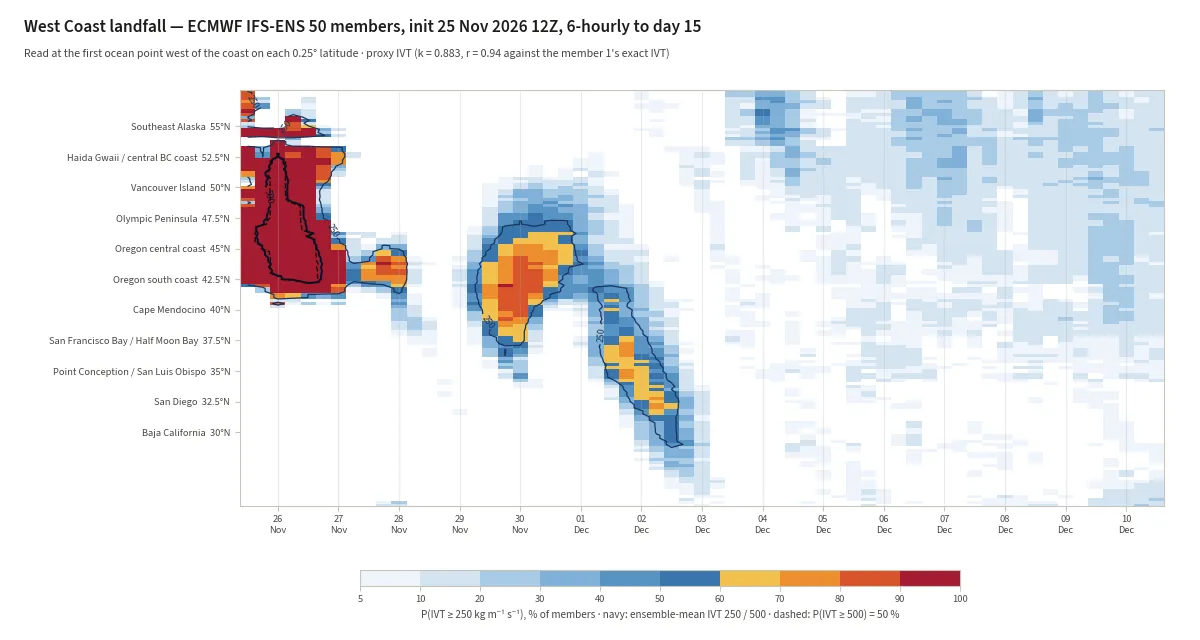 West Coast landfall — ECMWF IFS-ENS 50 members, init 25 Nov 2026 12Z, 6-hourly to day 15
Read at the first ocean point west of the coast on each 0.25° latitude · proxy IVT (k = 0.883, r = 0.94 against the member 1's exact IVT)
Southeast Alaska 55°N
Haida Gwaii / central BC coast 52.5°N
Vancouver Island 50°N
Olympic Peninsula 47.5°N
Oregon central coast 45°N
Oregon south coast 42.5°N
Cape Mendocino 40°N
San Francisco Bay / Half Moon Bay 37.5°N
Point Conception / San Luis Obispo 35°N
San Diego 32.5°N
Baja California 30°N
250
26 27 28 29 30 01 02 03 04 05 06 07 08 09 10
Nov Nov Nov Nov Nov Dec Dec Dec Dec Dec Dec Dec Dec Dec Dec
5 10 20 30 40 50 60 70 80 90 100
P(IVT ≥ 250 kg m⁻¹ s⁻¹), % of members · navy: ensemble-mean IVT 250 / 500 · dashed: P(IVT ≥ 500) = 50 %